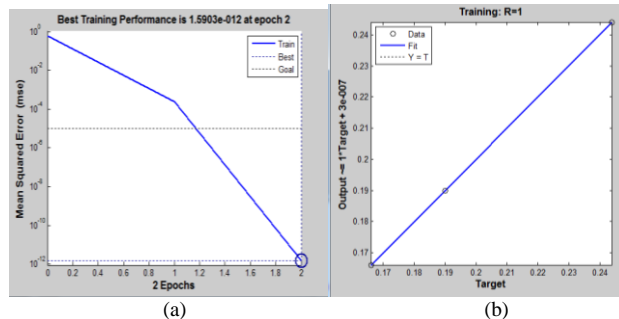 Best Training Performance is 1.5903e-012 at epoch 2
Mean Squared Error (mse)
10^0
10^-2
10^-4
10^-6
10^-8
10^-10
10^-12
Train
Best
Goal
0 0.2 0.4 0.6 0.8 1 1.2 1.4 1.6 1.8 2
2 Epochs
(a)
Training: R=1
Output ~= 1*Target + 3e-007
0.24
0.23
0.22
0.21
0.2
0.19
0.18
0.17
Data
Fit
Y = T
0.17 0.18 0.19 0.2 0.21 0.22 0.23 0.24
Target
(b)